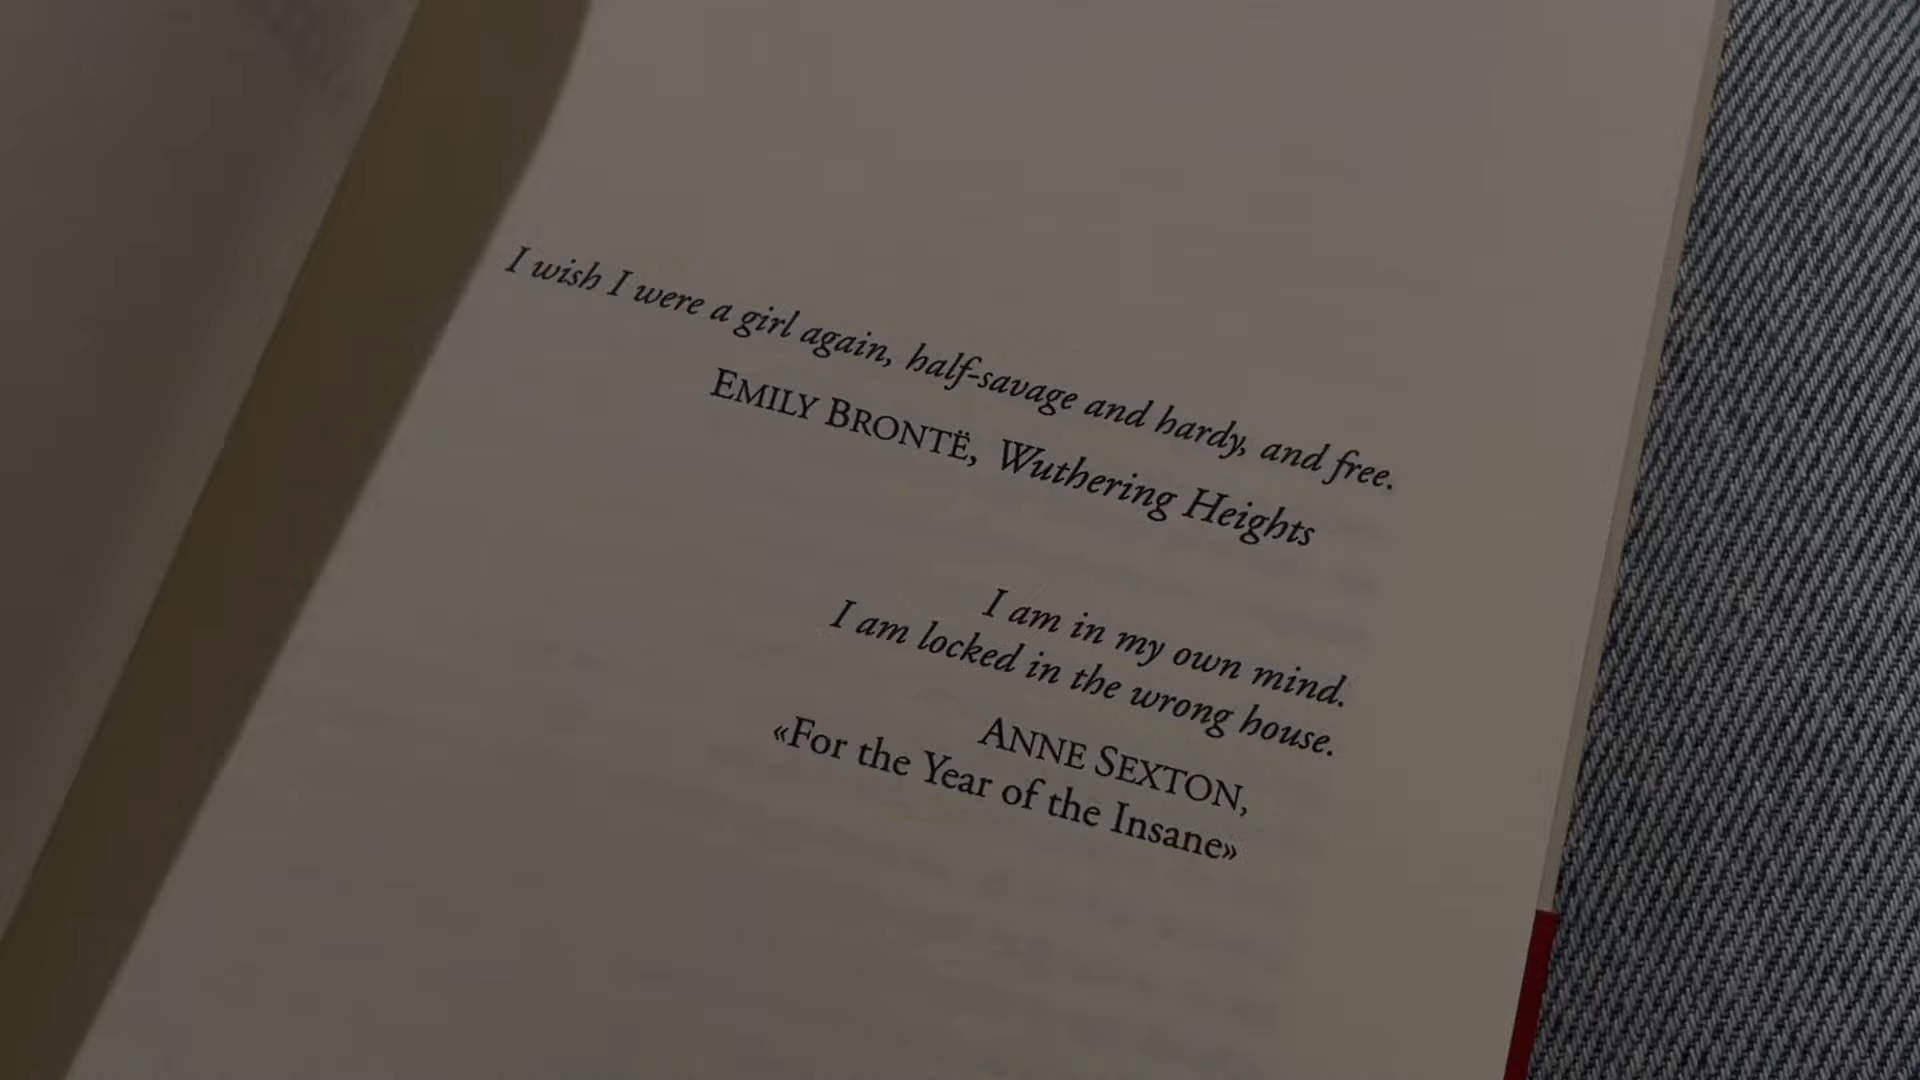 I wish I were a girl again, half-savage and hardy, and free.
EMILY BRONTË, Wuthering Heights
I am in my own mind.
I am locked in the wrong house.
ANNE SEXTON,
«For the Year of the Insane»